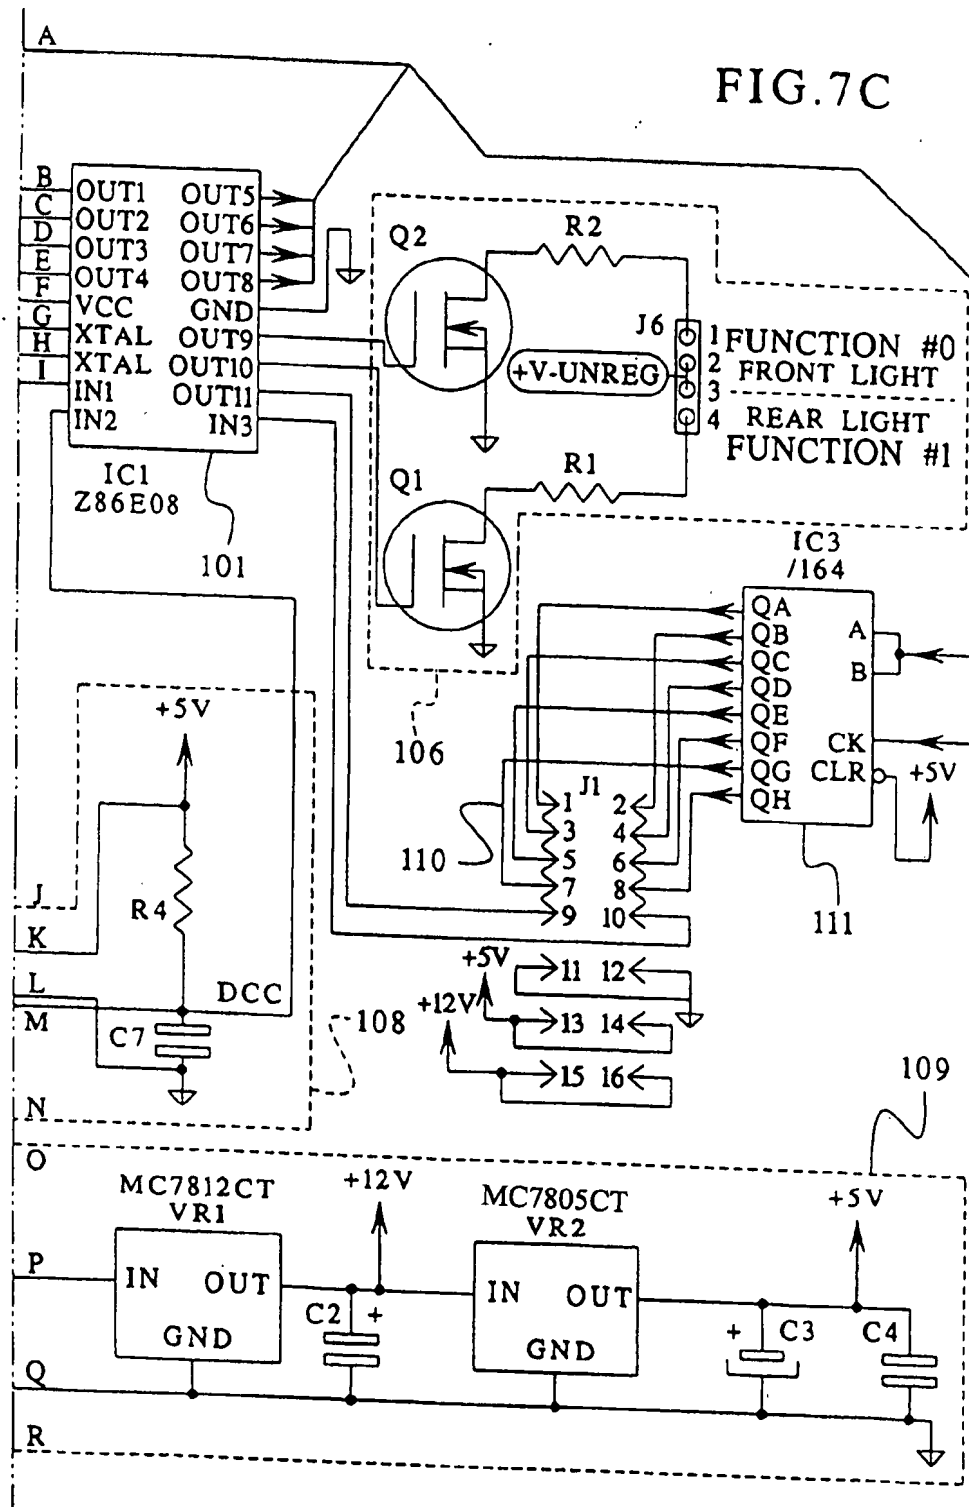 A
FIG.7C
B
C
D
E
F
G
H
I
OUT1 OUT5
OUT2 OUT6
OUT3 OUT7
OUT4 OUT8
VCC GND
XTAL OUT9
XTAL OUT10
IN1 OUT11
IN2 IN3
IC1
Z86E08
101
Q2
R2
J6
+V-UNREG
1 FUNCTION #0
2 FRONT LIGHT
3
4 REAR LIGHT
FUNCTION #1
Q1
R1
106
IC3
/164
QA
QB
QC
QD
QE
QF
QG
QH
A
B
CK
CLR
+5V
111
110
J1
1 2
3 4
5 6
7 8
9 10
+5V
11 12
+12V
13 14
15 16
+5V
J
R4
K
L
DCC
M
C7
108
N
109
O
MC7812CT
VR1
+12V
MC7805CT
VR2
+5V
P
IN OUT
GND
C2 +
IN OUT
GND
+ C3
C4
Q
R